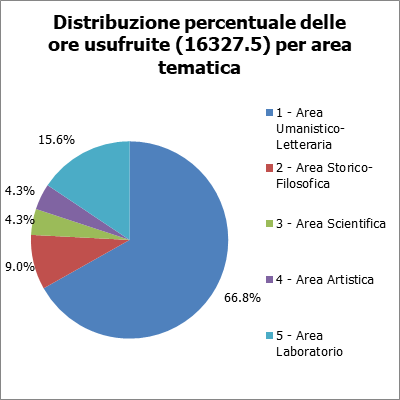 Distribuzione percentuale delle
ore usufruite (16327.5) per area
tematica
15.6%
4.3%
4.3%
9.0%
66.8%
1 - Area
Umanistico-
Letteraria
2 - Area Storico-
Filosofica
3 - Area Scientifica
4 - Area Artistica
5 - Area
Laboratorio